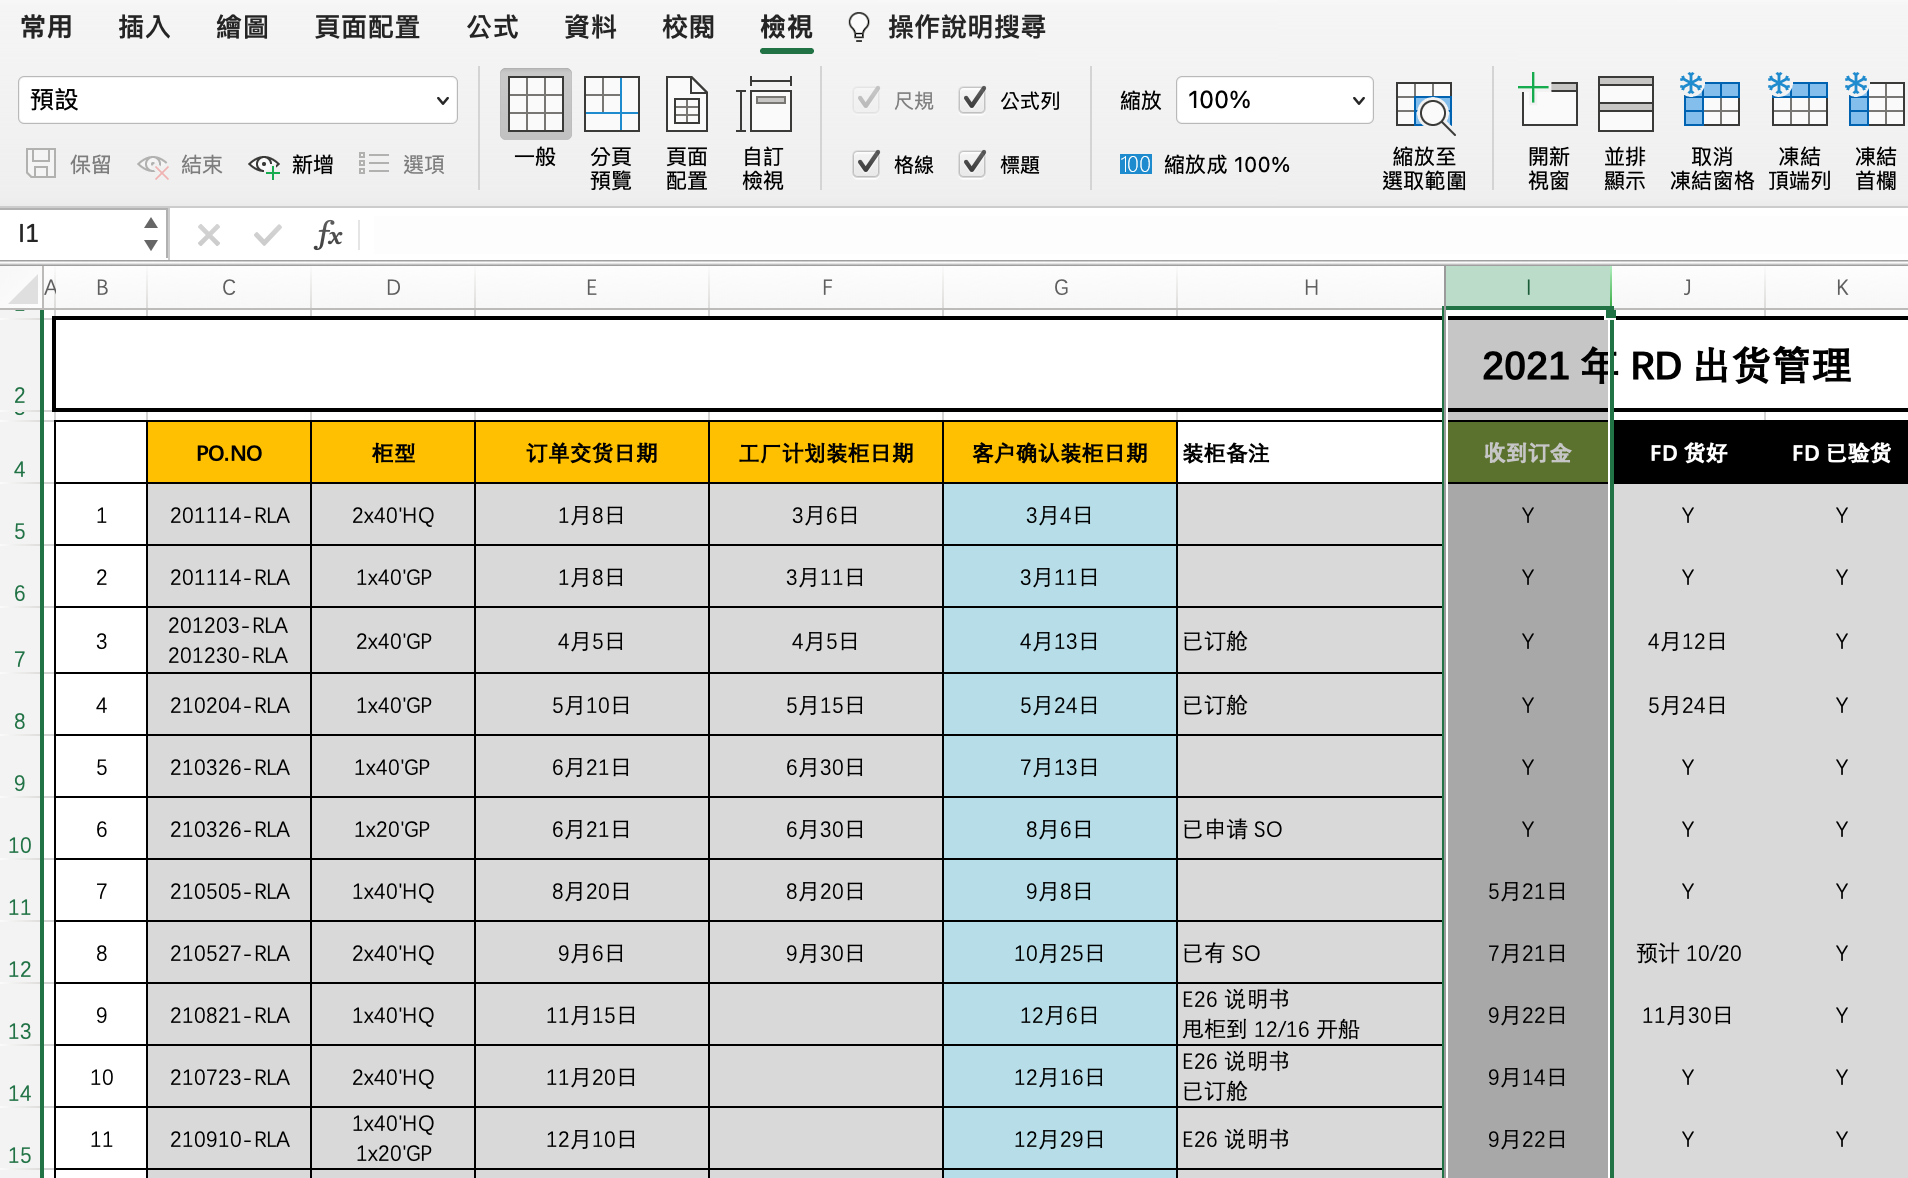 常用 插入 繪圖 頁面配置 公式 資料 校閱 檢視 操作說明搜尋
預設
保留 結束 新增 選項
一般
分頁預覽
頁面配置
自訂檢視
尺規 公式列
格線 標題
縮放 100%
100 縮放成 100%
縮放至選取範圍
開新視窗
並排顯示
取消凍結窗格
凍結頂端列
凍結首欄
I1 fx
A B C D E F G H I J K
2 2021 年 RD 出货管理
4 PO.NO 柜型 订单交货日期 工厂计划装柜日期 客户确认装柜日期 装柜备注 收到订金 FD 货好 FD 已验货
5 1 201114-RLA 2x40'HQ 1月8日 3月6日 3月4日 Y Y Y
6 2 201114-RLA 1x40'GP 1月8日 3月11日 3月11日 Y Y Y
7 3 201203-RLA 201230-RLA 2x40'GP 4月5日 4月5日 4月13日 已订舱 Y 4月12日 Y
8 4 210204-RLA 1x40'GP 5月10日 5月15日 5月24日 已订舱 Y 5月24日 Y
9 5 210326-RLA 1x40'GP 6月21日 6月30日 7月13日 Y Y Y
10 6 210326-RLA 1x20'GP 6月21日 6月30日 8月6日 已申请 SO Y Y Y
11 7 210505-RLA 1x40'HQ 8月20日 8月20日 9月8日 5月21日 Y Y
12 8 210527-RLA 2x40'HQ 9月6日 9月30日 10月25日 已有 SO 7月21日 预计 10/20 Y
13 9 210821-RLA 1x40'HQ 11月15日 12月6日 E26 说明书 甩柜到 12/16 开船 9月22日 11月30日 Y
14 10 210723-RLA 2x40'HQ 11月20日 12月16日 E26 说明书 已订舱 9月14日 Y Y
15 11 210910-RLA 1x40'HQ 1x20'GP 12月10日 12月29日 E26 说明书 9月22日 Y Y